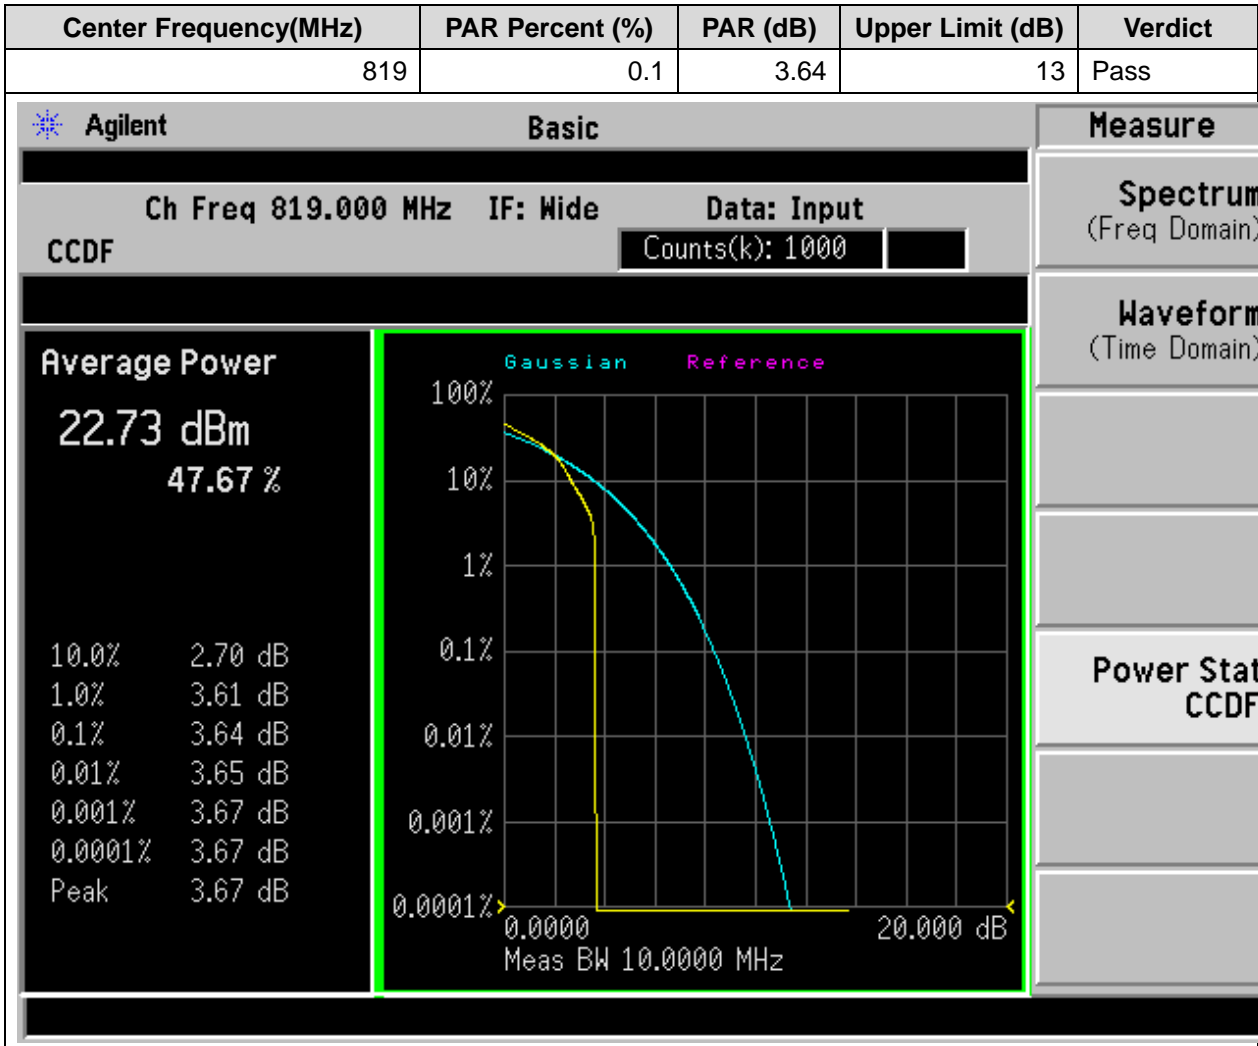 Center Frequency(MHz) PAR Percent (%) PAR (dB) Upper Limit (dB) Verdict
819 0.1 3.64 13 Pass
Agilent Basic Measure
Ch Freq 819.000 MHz IF: Wide Data: Input
CCDF Counts(k): 1000
Spectrum
(Freq Domain)
Waveform
(Time Domain)
Power Stat
CCDF
Average Power
22.73 dBm
47.67 %
10.0% 2.70 dB
1.0% 3.61 dB
0.1% 3.64 dB
0.01% 3.65 dB
0.001% 3.67 dB
0.0001% 3.67 dB
Peak 3.67 dB
Gaussian Reference
100%
10%
1%
0.1%
0.01%
0.001%
0.0001%
0.0000 20.000 dB
Meas BW 10.0000 MHz